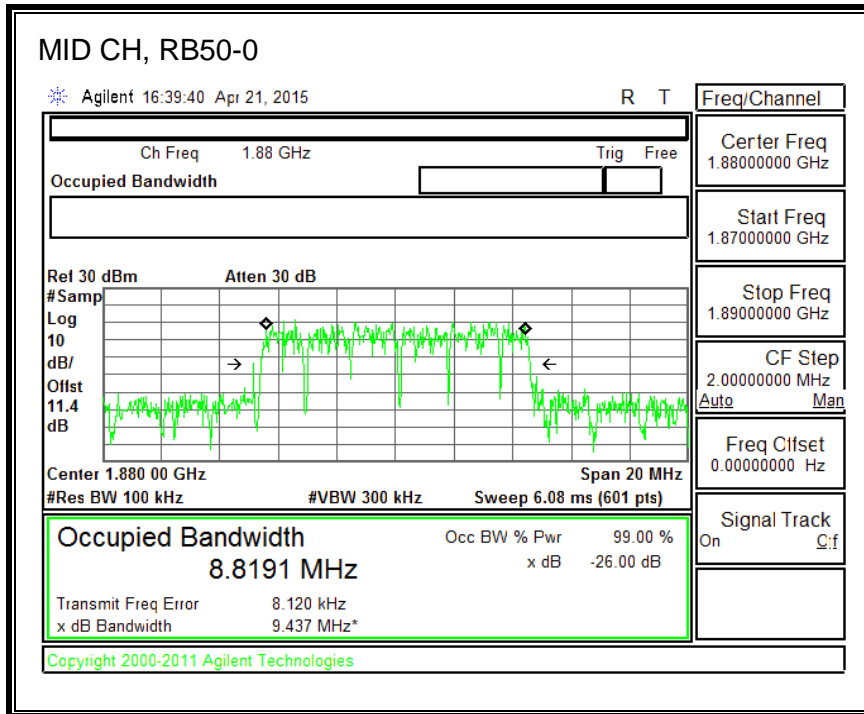 MID CH, RB50-0
Agilent 16:39:40 Apr 21, 2015 R T
Ch Freq 1.88 GHz Trig Free
Occupied Bandwidth
Ref 30 dBm Atten 30 dB
#Samp
Log
10
dB/
Offst
11.4
dB
Center 1.880 00 GHz Span 20 MHz
#Res BW 100 kHz #VBW 300 kHz Sweep 6.08 ms (601 pts)
Occupied Bandwidth Occ BW % Pwr 99.00 %
8.8191 MHz x dB -26.00 dB
Transmit Freq Error 8.120 kHz
x dB Bandwidth 9.437 MHz*
Copyright 2000-2011 Agilent Technologies
Freq/Channel
Center Freq
1.88000000 GHz
Start Freq
1.87000000 GHz
Stop Freq
1.89000000 GHz
CF Step
2.00000000 MHz
Auto Man
Freq Offset
0.00000000 Hz
Signal Track
On Off